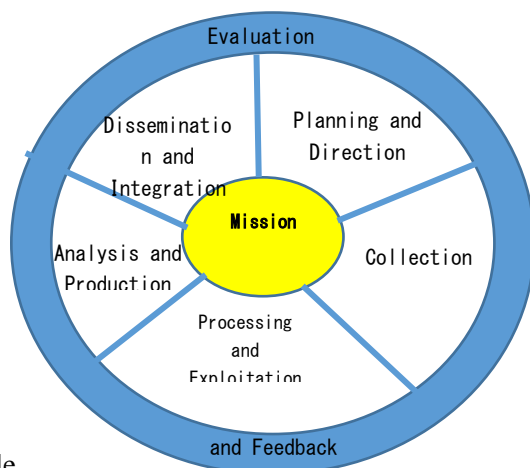 Evaluation
Disseminatio
n and
Integration
Planning and
Direction
Mission
Analysis and
Production
Collection
Processing
and
Exploitation
and Feedback